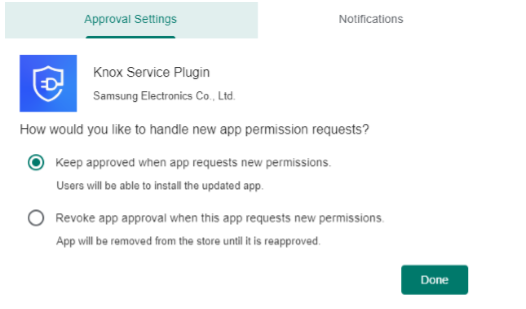 Approval Settings
Notifications
Knox Service Plugin
Samsung Electronics Co., Ltd.
How would you like to handle new app permission requests?
Keep approved when app requests new permissions.
Users will be able to install the updated app.
Revoke app approval when this app requests new permissions.
App will be removed from the store until it is reapproved.
Done